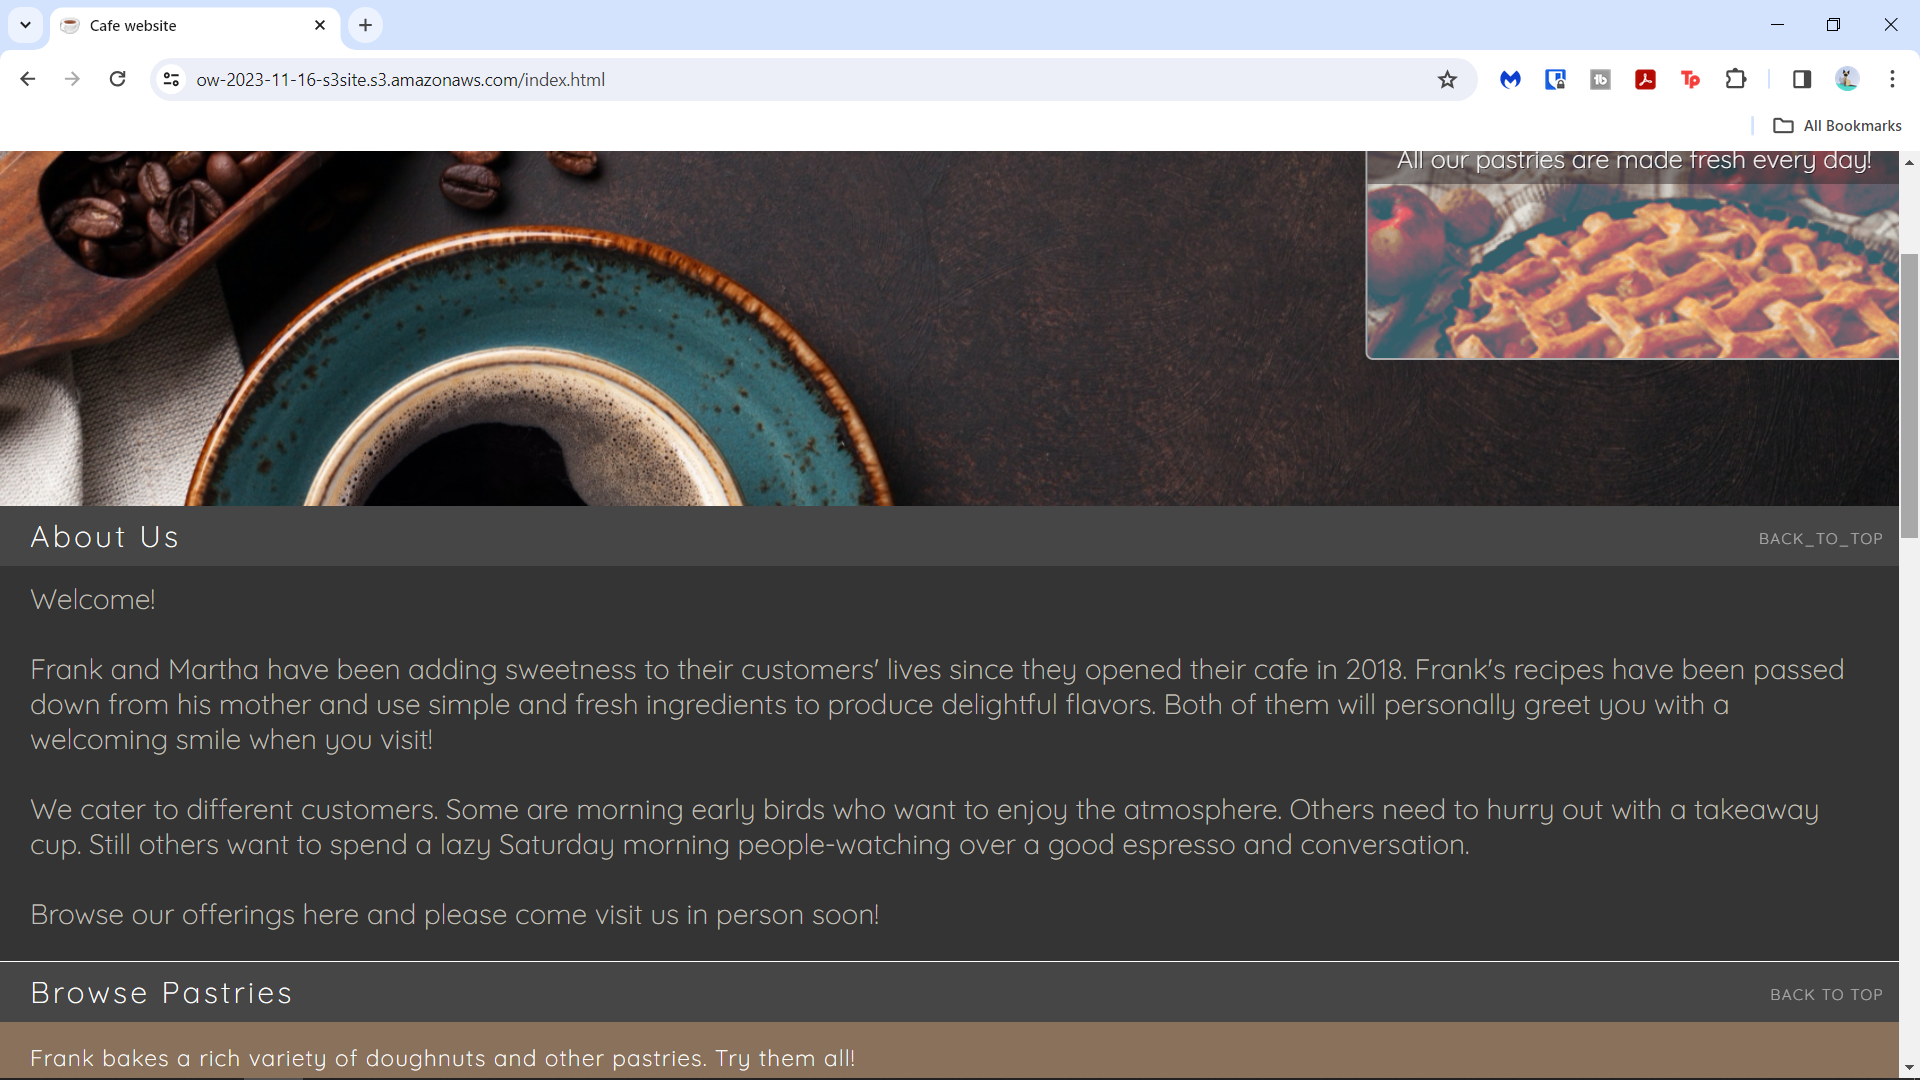 Cafe website
ow-2023-11-16-s3site.s3.amazonaws.com/index.html
tb
Tp
All Bookmarks
All our pastries are made fresh every day!
About Us
BACK_TO_TOP
Welcome!
Frank and Martha have been adding sweetness to their customers' lives since they opened their cafe in 2018. Frank's recipes have been passed
down from his mother and use simple and fresh ingredients to produce delightful flavors. Both of them will personally greet you with a
welcoming smile when you visit!
We cater to different customers. Some are morning early birds who want to enjoy the atmosphere. Others need to hurry out with a takeaway
cup. Still others want to spend a lazy Saturday morning people-watching over a good espresso and conversation.
Browse our offerings here and please come visit us in person soon!
Browse Pastries
BACK TO TOP
Frank bakes a rich variety of doughnuts and other pastries. Try them all!